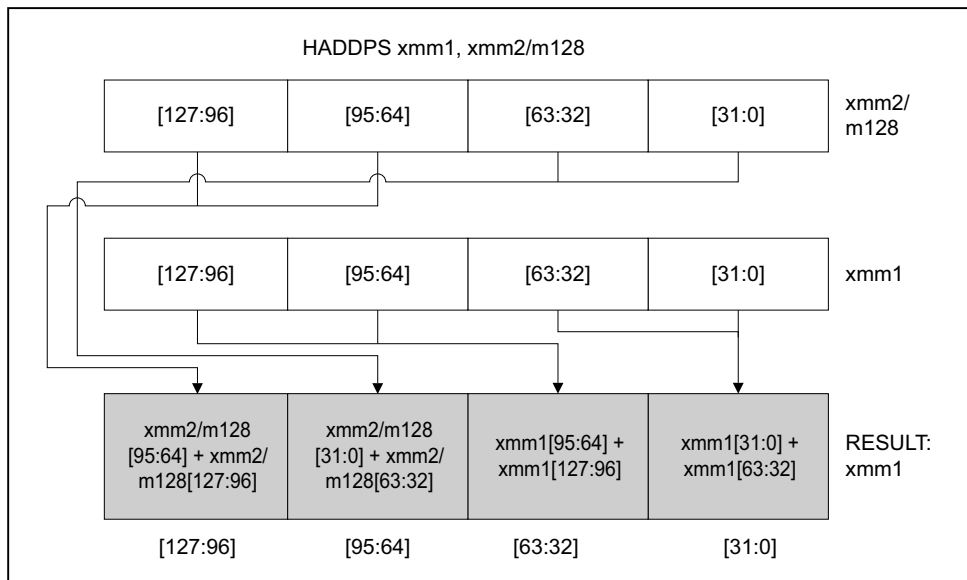 HADDPS xmm1, xmm2/m128
[127:96] [95:64] [63:32] [31:0]
xmm2/
m128
[127:96] [95:64] [63:32] [31:0] xmm1
xmm2/m128
[95:64] + xmm2/
m128[127:96]
xmm2/m128
[31:0] + xmm2/
m128[63:32]
xmm1[95:64] +
xmm1[127:96]
xmm1[31:0] +
xmm1[63:32]
RESULT:
xmm1
[127:96] [95:64] [63:32] [31:0]